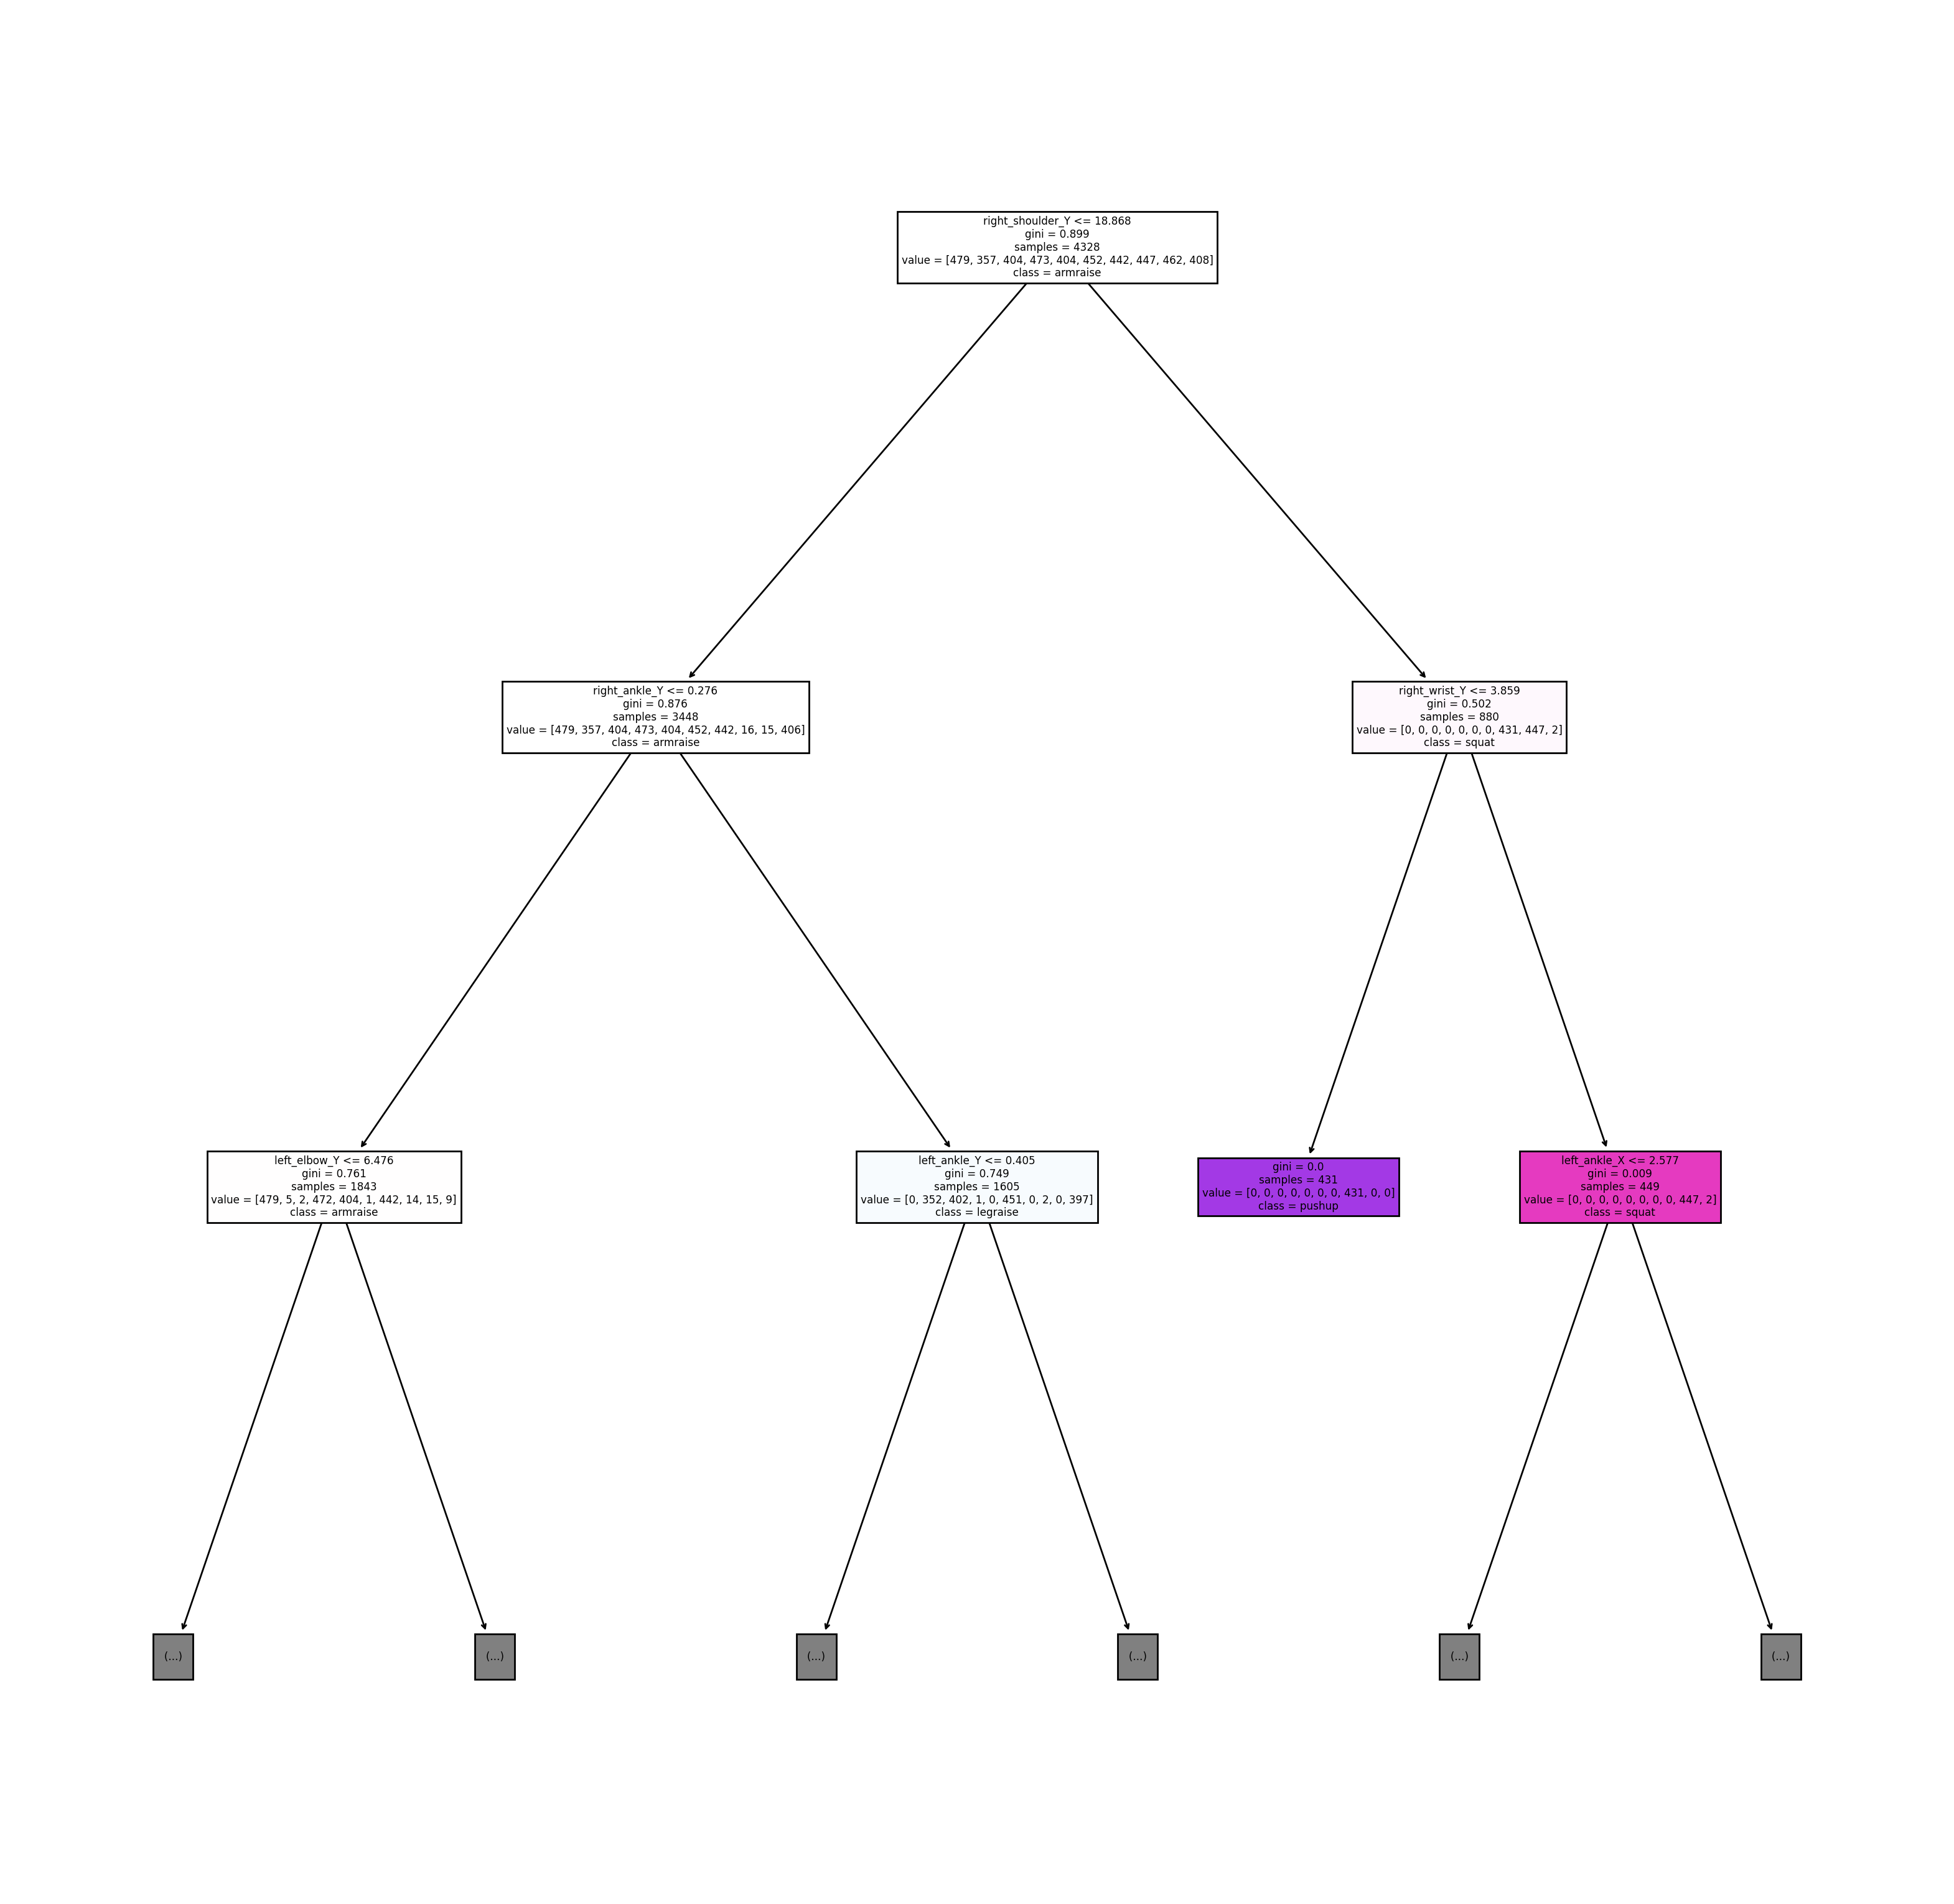 right_shoulder_Y <= 18.868
gini = 0.899
samples = 4328
value = [479, 357, 404, 473, 404, 452, 442, 447, 462, 408]
class = armraise
right_ankle_Y <= 0.276
gini = 0.876
samples = 3448
value = [479, 357, 404, 473, 404, 452, 442, 16, 15, 406]
class = armraise
right_wrist_Y <= 3.859
gini = 0.502
samples = 880
value = [0, 0, 0, 0, 0, 0, 0, 431, 447, 2]
class = squat
left_elbow_Y <= 6.476
gini = 0.761
samples = 1843
value = [479, 5, 2, 472, 404, 1, 442, 14, 15, 9]
class = armraise
left_ankle_Y <= 0.405
gini = 0.749
samples = 1605
value = [0, 352, 402, 1, 0, 451, 0, 2, 0, 397]
class = legraise
gini = 0.0
samples = 431
value = [0, 0, 0, 0, 0, 0, 0, 431, 0, 0]
class = pushup
left_ankle_X <= 2.577
gini = 0.009
samples = 449
value = [0, 0, 0, 0, 0, 0, 0, 0, 447, 2]
class = squat
(...)
(...)
(...)
(...)
(...)
(...)